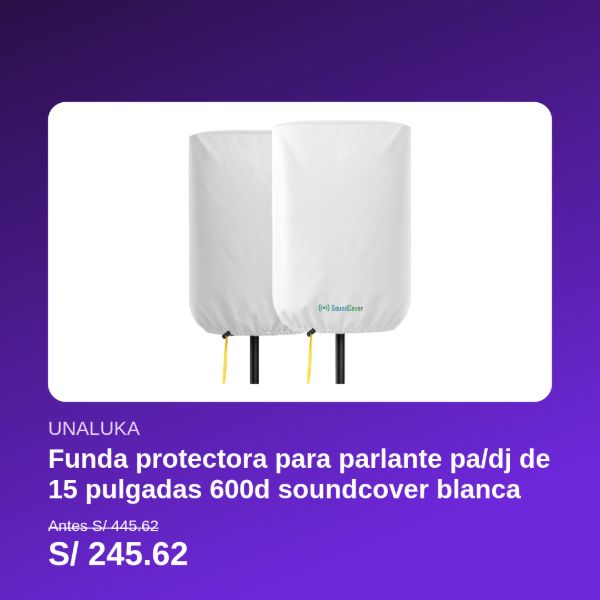 SoundCover
UNALUKA
Funda protectora para parlante pa/dj de
15 pulgadas 600d soundcover blanca
Antes S/ 445.62
S/ 245.62